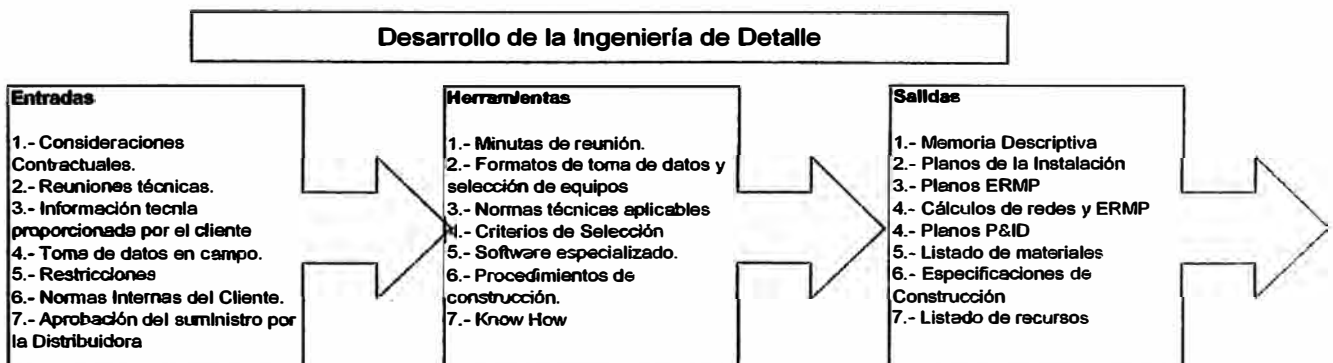 Desarrollo de la Ingeniería de Detalle
Entradas
1.- Consideraciones
Contractuales.
2.- Reuniones técnicas.
3.- Información tecnla
proporcionada por el cliente
4.- Toma de datos en campo.
5.- Restricciones
6.- Normas Internas del Cliente.
7.- Aprobación del suministro por
la Distribuidora
Herramientas
1.- Minutas de reunión.
2.- Formatos de toma de datos y
selección de equipos
3.- Normas técnicas aplicables
4.- Criterios de Selección
5.- Software especializado.
6.- Procedimientos de
construcción.
7.- Know How
Salidas
1.- Memoria Descriptiva
2.- Planos de la Instalación
3.- Planos ERMP
4.- Cálculos de redes y ERMP
4.- Planos P&ID
5.- Listado de materiales
6.- Especificaciones de
Construcción
7.- Listado de recursos